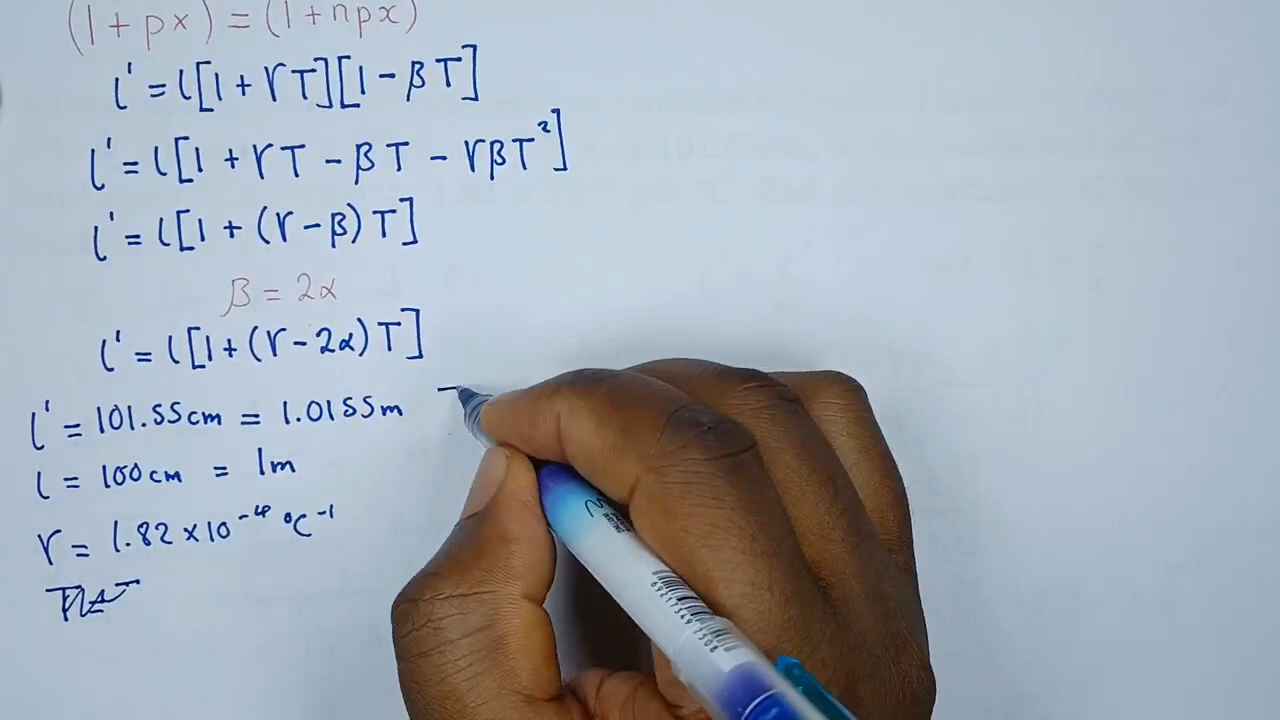 (1+px) = (1+npx)
l' = l[1+γT][1-βT]
l' = l[1+γT-βT-γβT²]
l' = l[1+(γ-β)T]
β = 2α
l' = l[1+(γ-2α)T]
l' = 101.55cm = 1.0155m
l = 100cm = 1m
γ = 1.82×10⁻⁴ °C⁻¹